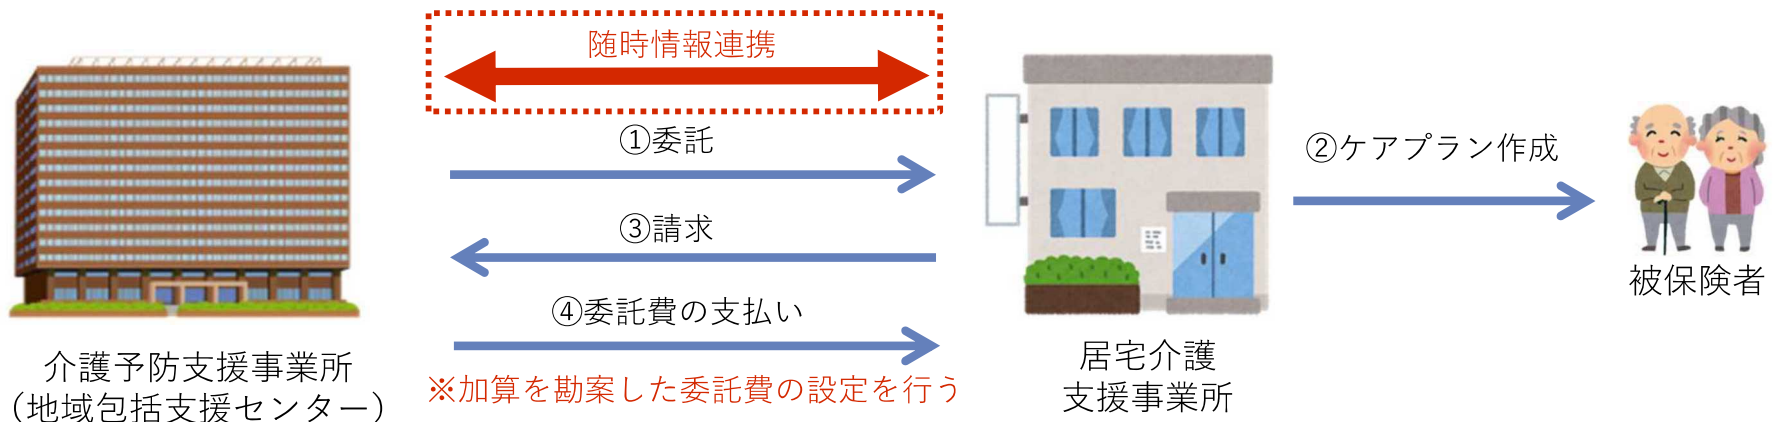 随時情報連携
①委託
②ケアプラン作成
③請求
④委託費の支払い
※加算を勘案した委託費の設定を行う
介護予防支援事業所
（地域包括支援センター）
居宅介護
支援事業所
被保険者